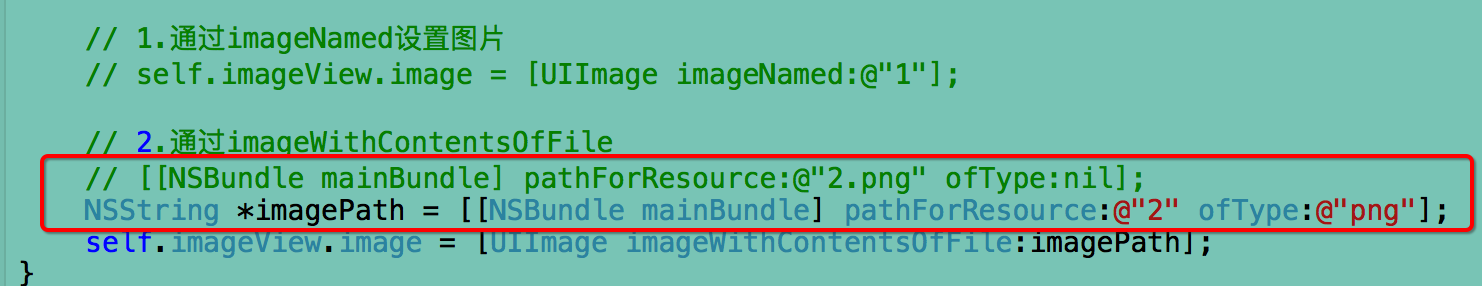 // 1.通过imageNamed设置图片
// self.imageView.image = [UIImage imageNamed:@"1"];
// 2.通过imageWithContentsOfFile
// [[NSBundle mainBundle] pathForResource:@"2.png" ofType:nil];
NSString *imagePath = [[NSBundle mainBundle] pathForResource:@"2" ofType:@"png"];
self.imageView.image = [UIImage imageWithContentsOfFile:imagePath];
}